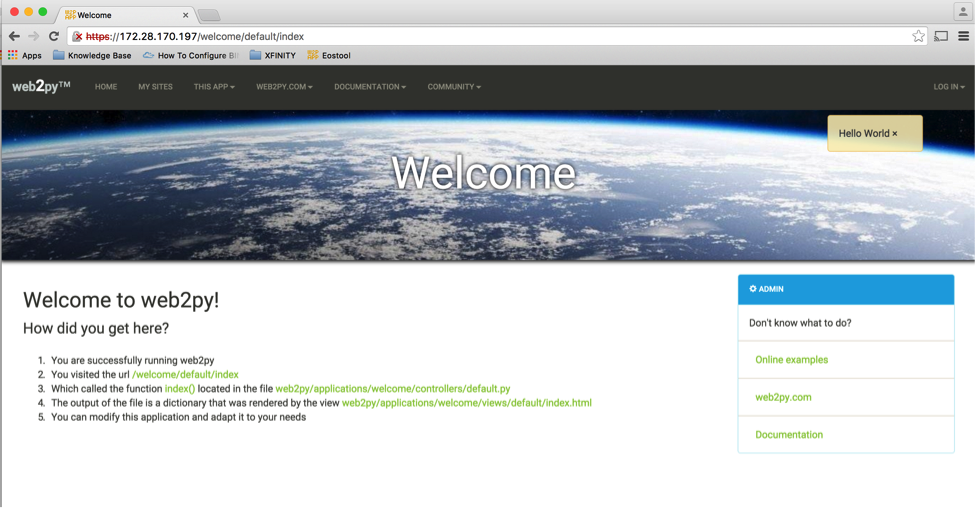 Welcome
https://172.28.170.197/welcome/default/index
Apps Knowledge Base How To Configure XFINITY Eostool
web2py™ HOME MY SITES THIS APP WEB2PY.COM DOCUMENTATION COMMUNITY LOG IN
Hello World ×
Welcome
ADMIN
Welcome to web2py!
Don't know what to do?
How did you get here?
Online examples
1. You are successfully running web2py
2. You visited the url /welcome/default/index
3. Which called the function index() located in the file web2py/applications/welcome/controllers/default.py
web2py.com
4. The output of the file is a dictionary that was rendered by the view web2py/applications/welcome/views/default/index.html
5. You can modify this application and adapt it to your needs
Documentation